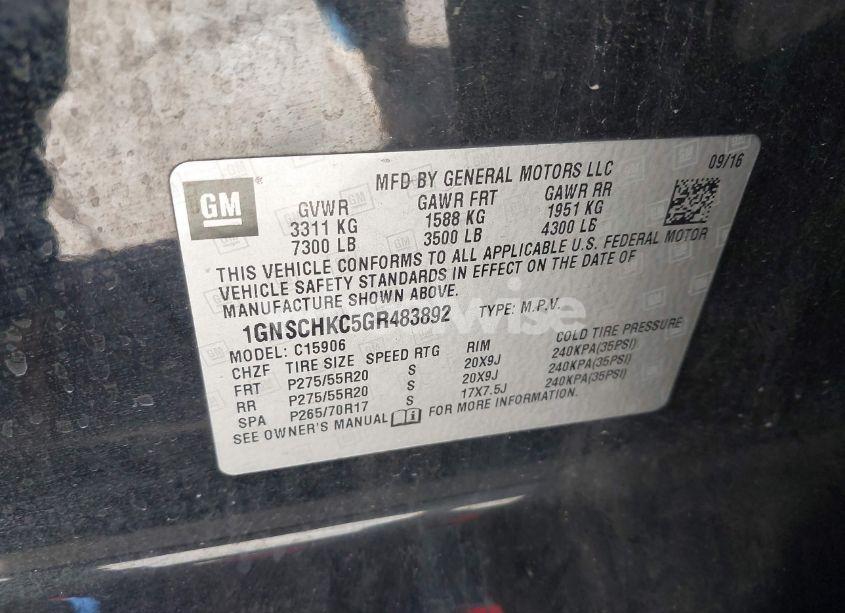 GM
MFD BY GENERAL MOTORS LLC
09/16
GVWR GAWR FRT GAWR RR
3311 KG 1588 KG 1951 KG
7300 LB 3500 LB 4300 LB
THIS VEHICLE CONFORMS TO ALL APPLICABLE U.S. FEDERAL MOTOR
VEHICLE SAFETY STANDARDS IN EFFECT ON THE DATE OF
MANUFACTURE SHOWN ABOVE.
1GNSCHKC5GR483892 TYPE: M.P.V.
MODEL: C15906
CHZF TIRE SIZE SPEED RTG RIM COLD TIRE PRESSURE
FRT P275/55R20 S 20X9J 240KPA(35PSI)
RR P275/55R20 S 20X9J 240KPA(35PSI)
SPA P265/70R17 S 17X7.5J 240KPA(35PSI)
SEE OWNER'S MANUAL FOR MORE INFORMATION.